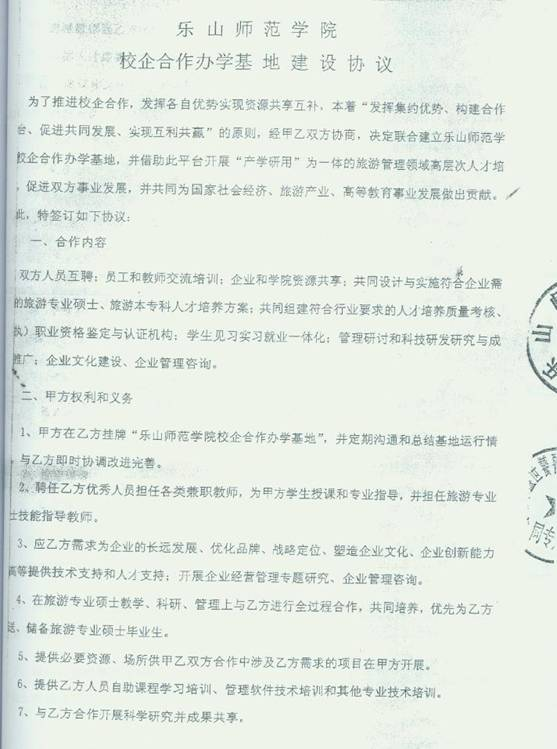 乐山师范学院
校企合作办学基地建设协议
为了推进校企合作，发挥各自优势实现资源共享互补，本着“发挥集约优势、构建合作
台、促进共同发展、实现互利共赢”的原则，经甲乙双方协商，决定联合建立乐山师范学
校企合作办学基地，并借助此平台开展“产学研用”为一体的旅游管理领域高层次人才培
，促进双方事业发展，并共同为国家社会经济、旅游产业、高等教育事业发展做出贡献。
此，特签订如下协议：
一、合作内容
双方人员互聘；员工和教师交流培训；企业和学院资源共享；共同设计与实施符合企业需
的旅游专业硕士、旅游本专科人才培养方案；共同组建符合行业要求的人才培养质量考核、
执）职业资格鉴定与认证机构；学生见习实习就业一体化；管理研讨和科技研发研究与成
推广；企业文化建设、企业管理咨询。
二、甲方权利和义务
1、甲方在乙方挂牌“乐山师范学院校企合作办学基地”，并定期沟通和总结基地运行情
与乙方即时协调改进完善。
2、聘任乙方优秀人员担任各类兼职教师，为甲方学生授课和专业指导，并担任旅游专业
士技能指导教师。
3、应乙方需求为企业的长远发展、优化品牌、战略定位、塑造企业文化、企业创新能力
高等提供技术支持和人才支持；开展企业经营管理专题研究、企业管理咨询。
4、在旅游专业硕士教学、科研、管理上与乙方进行全过程合作，共同培养，优先为乙方
送、储备旅游专业硕士毕业生。
5、提供必要资源、场所供甲乙双方合作中涉及乙方需求的项目在甲方开展。
6、提供乙方人员自助课程学习培训、管理软件技术培训和其他专业技术培训。
7、与乙方合作开展科学研究并成果共享。
乐山